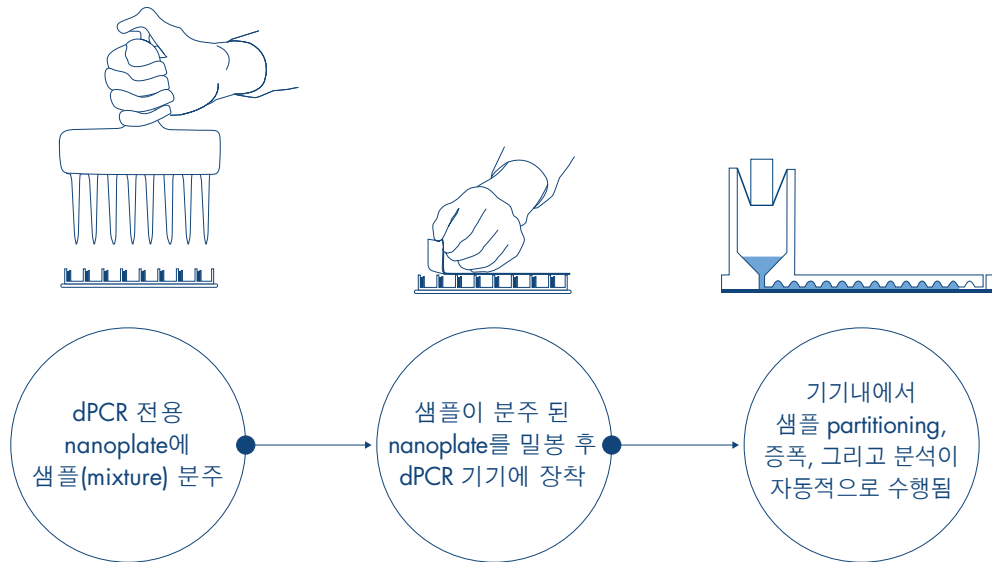 dPCR 전용
nanoplate에
샘플(mixture) 분주
샘플이 분주 된
nanoplate를 밀봉 후
dPCR 기기에 장착
기기내에서
샘플 partitioning,
증폭, 그리고 분석이
자동적으로 수행됨